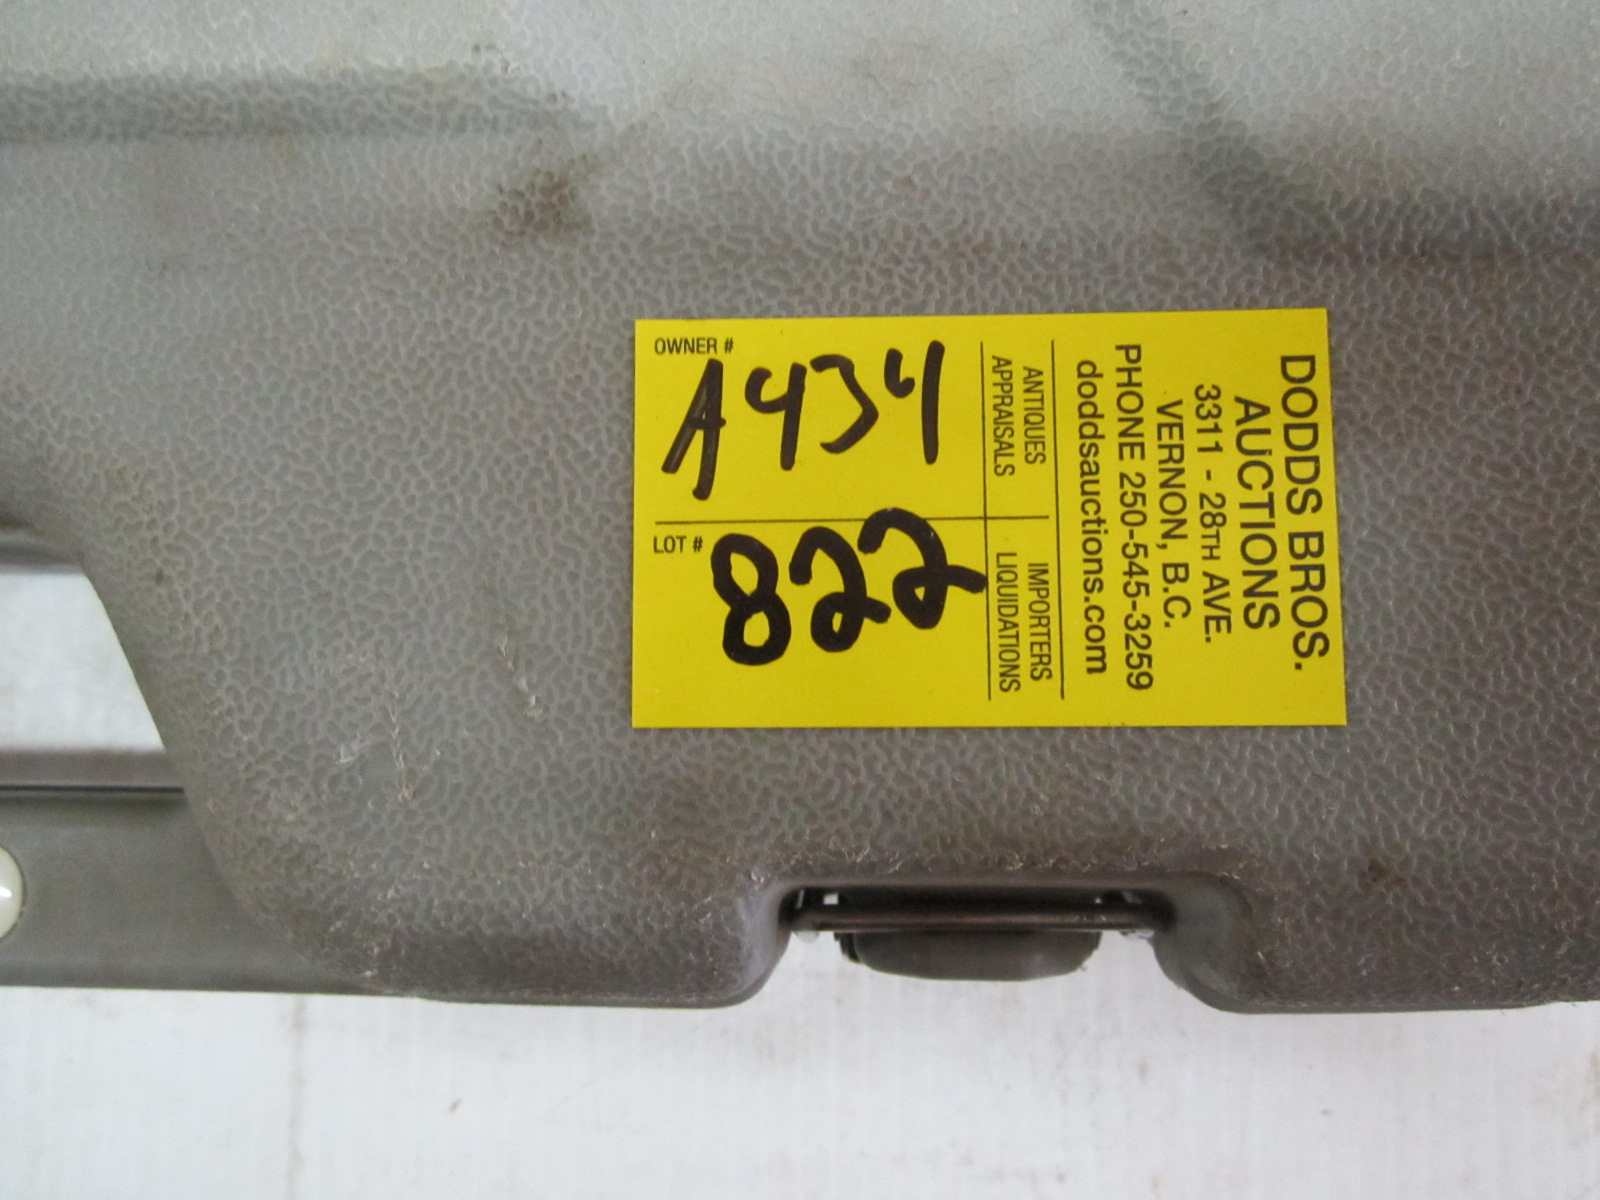 DODDS BROS.
AUCTIONS
3311 - 28TH AVE.
VERNON, B.C.
PHONE 250-545-3259
doddsauctions.com
ANTIQUES IMPORTERS
APPRAISALS LIQUIDATIONS
OWNER #
A434
LOT #
822